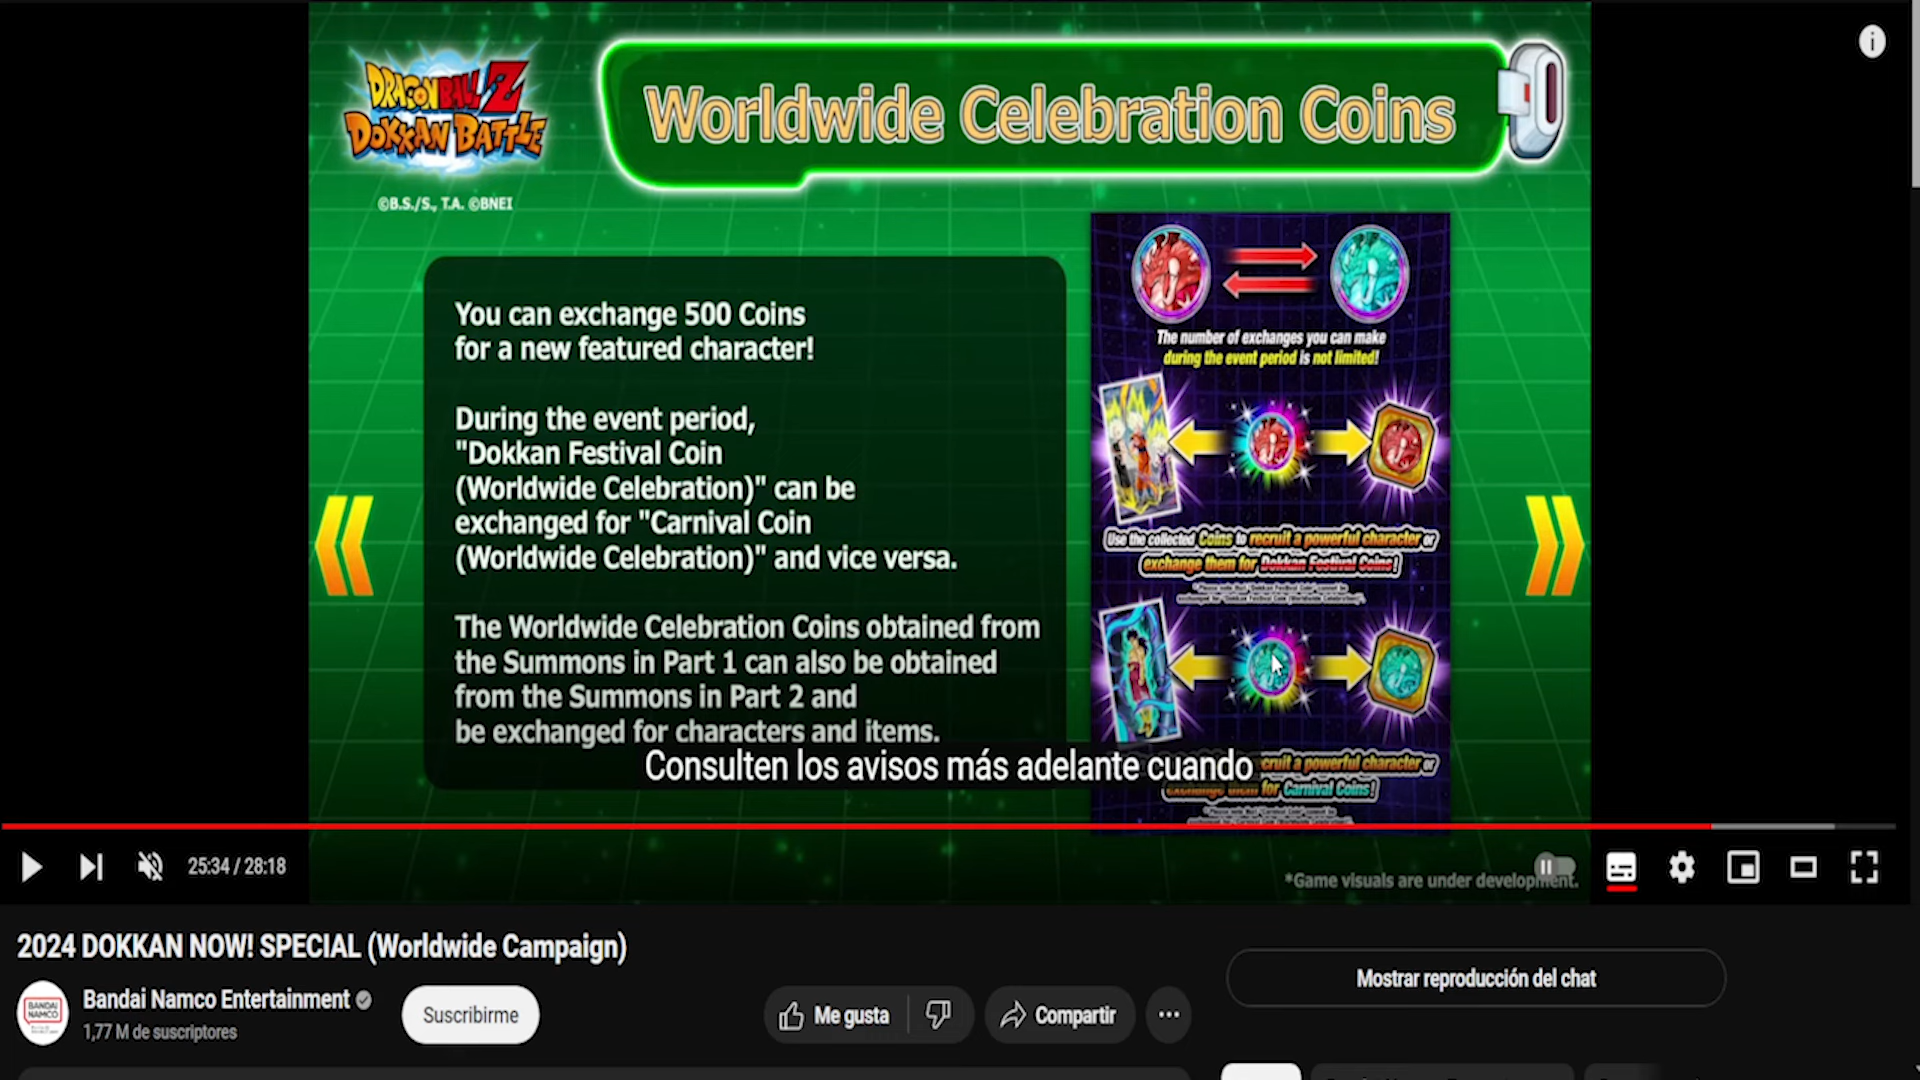 DRAGON BALL Z
DOKKAN BATTLE
©B.S./S., T.A. ©BNEI
Worldwide Celebration Coins
You can exchange 500 Coins
for a new featured character!
During the event period,
"Dokkan Festival Coin
(Worldwide Celebration)" can be
exchanged for "Carnival Coin
(Worldwide Celebration)" and vice versa.
The Worldwide Celebration Coins obtained from
the Summons in Part 1 can also be obtained
from the Summons in Part 2 and
be exchanged for characters and items.
The number of exchanges you can make
during the event period is not limited!
Use the collected Coins to recruit a powerful character or
exchange them for Dokkan Festival Coins!
recruit a powerful character or
exchange them for Carnival Coins!
Consulten los avisos más adelante cuando
*Game visuals are under development.
25:34 / 28:18
2024 DOKKAN NOW! SPECIAL (Worldwide Campaign)
BANDAI
NAMCO
Bandai Namco Entertainment
1,77 M de suscriptores
Suscribirme
Me gusta
Compartir
Mostrar reproducción del chat